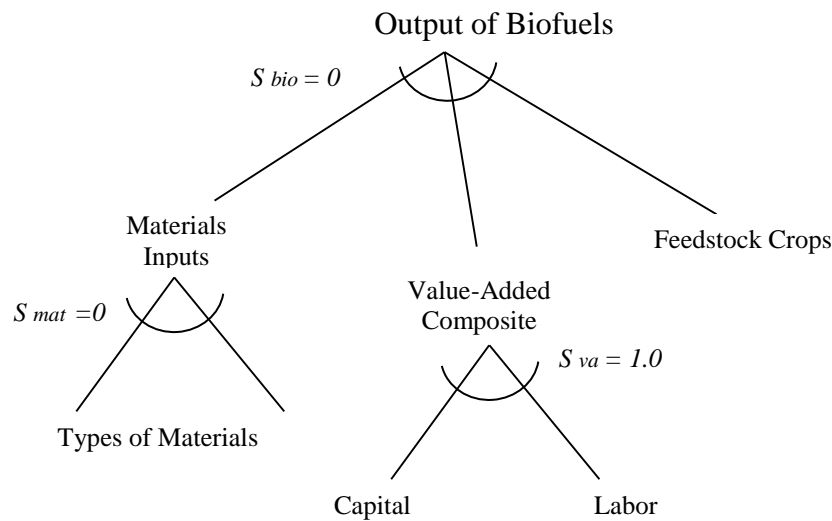 Output of Biofuels
S bio = 0
Materials
Inputs
Feedstock Crops
S mat =0
Value-Added
Composite
S va = 1.0
Types of Materials
Capital
Labor